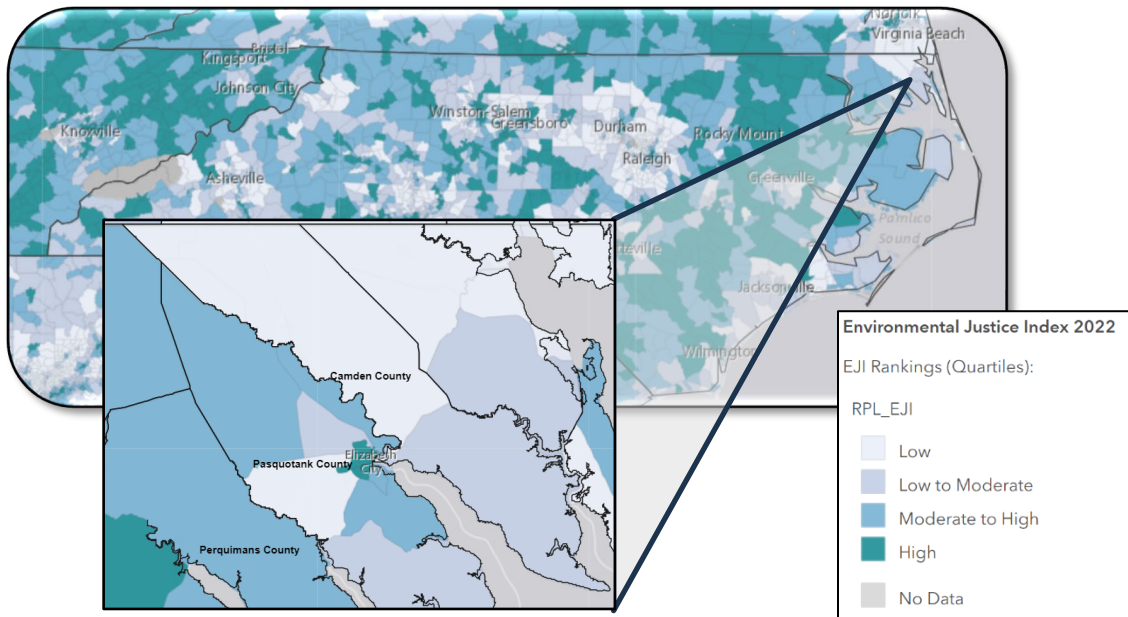 Norfolk
Virginia Beach
Bristol
Kingsport
Johnson City
Winston-Salem
Greensboro
Durham
Rocky Mount
Knoxville
Raleigh
Asheville
Greenville
Pamlico
Sound
Jacksonville
Wilmington
Camden County
Elizabeth
City
Pasquotank County
Perquimans County
Environmental Justice Index 2022
EJI Rankings (Quartiles):
RPL_EJI
Low
Low to Moderate
Moderate to High
High
No Data